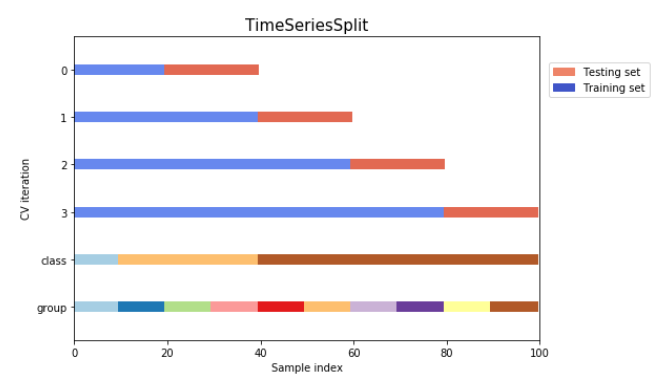 TimeSeriesSplit
Testing set
Training set
CV iteration
0
1
2
3
class
group
0 20 40 60 80 100
Sample index